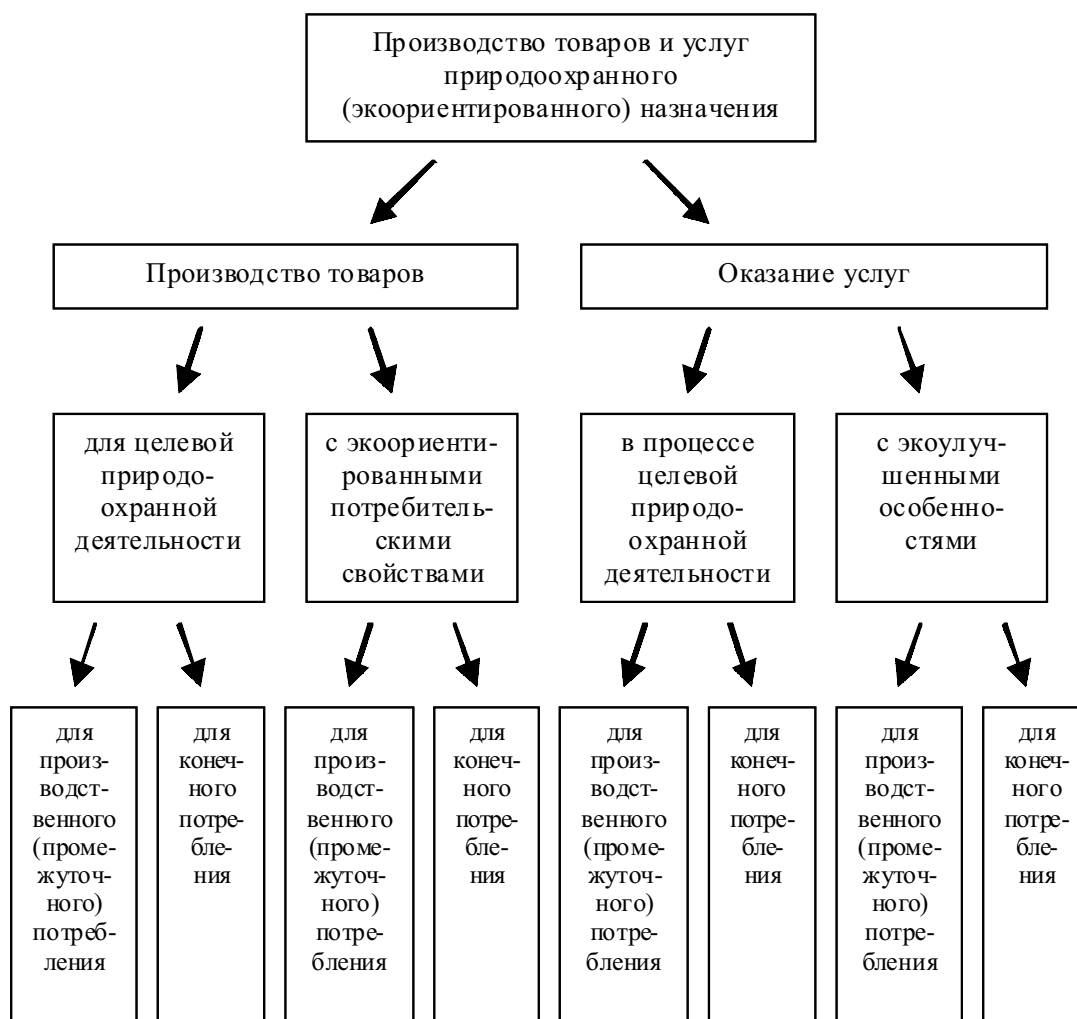 Производство товаров и услуг
природоохранного
(экоориентированного) назначения
Производство товаров
Оказание услуг
для целевой
природо-
охранной
деятельности
с экоориенти-
рованными
потребитель-
скими
свойствами
в процессе
целевой
природо-
охранной
деятельности
с экоулуч-
шенными
особенно-
стями
для
произ-
водст-
венного
(проме-
жуточ-
ного)
потреб-
ления
для
конеч-
ного
потре-
бле-
ния
для
произ-
водст-
венного
(проме-
жуточ-
ного)
потре-
бления
для
конеч-
ного
потре-
бле-
ния
для
произ-
водст-
венного
(проме-
жуточ-
ного)
потре-
бления
для
конеч-
ного
потре-
бле-
ния
для
произ-
водст-
венного
(проме-
жуточ-
ного)
потре-
бления
для
конеч-
ного
потре-
бле-
ния